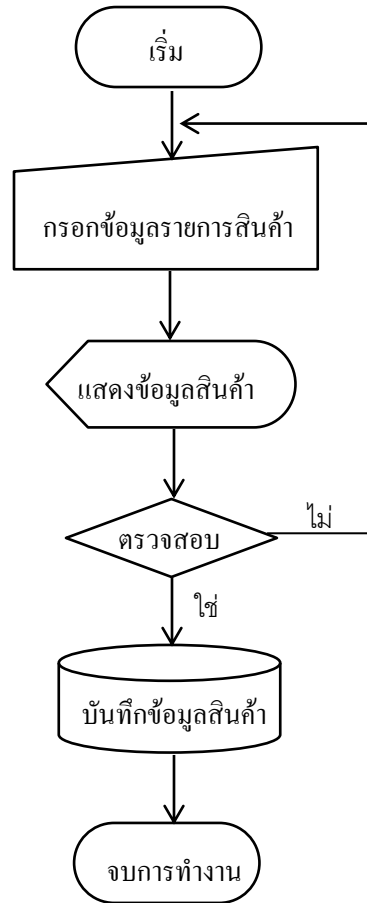 เริ่ม
กรอกข้อมูลรายการสินค้า
แสดงข้อมูลสินค้า
ตรวจสอบ
ไม่
ใช่
บันทึกข้อมูลสินค้า
จบการทำงาน